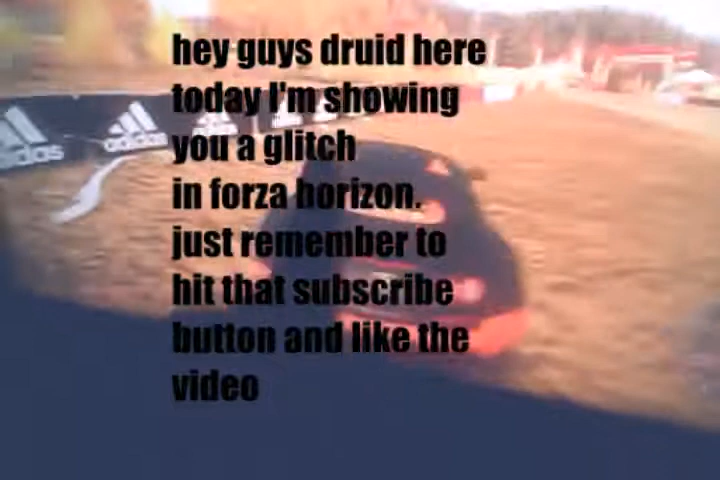 hey guys druid here
today I'm showing
you a glitch
in forza horizon.
just remember to
hit that subscribe
button and like the
video
adidas
adidas